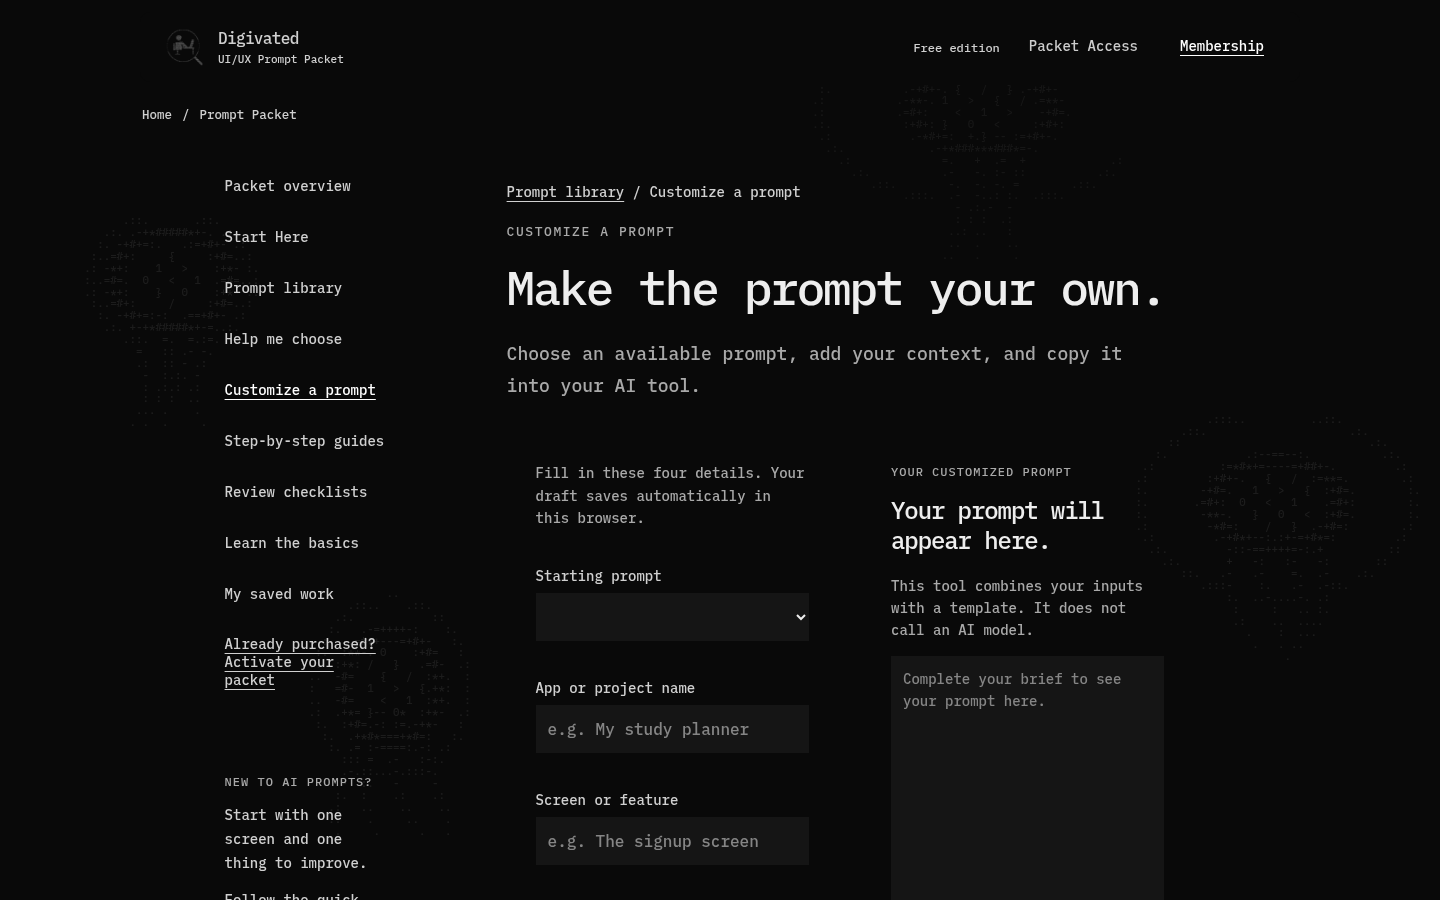 Digivated
UI/UX Prompt Packet
Free edition
Packet Access
Membership
Home / Prompt Packet
Packet overview
Start Here
Prompt library
Help me choose
Customize a prompt
Step-by-step guides
Review checklists
Learn the basics
My saved work
Already purchased?
Activate your
packet
NEW TO AI PROMPTS?
Start with one
screen and one
thing to improve.
Follow the quick
Prompt library / Customize a prompt
CUSTOMIZE A PROMPT
Make the prompt your own.
Choose an available prompt, add your context, and copy it
into your AI tool.
Fill in these four details. Your
draft saves automatically in
this browser.
Starting prompt
App or project name
e.g. My study planner
Screen or feature
e.g. The signup screen
YOUR CUSTOMIZED PROMPT
Your prompt will
appear here.
This tool combines your inputs
with a template. It does not
call an AI model.
Complete your brief to see
your prompt here.